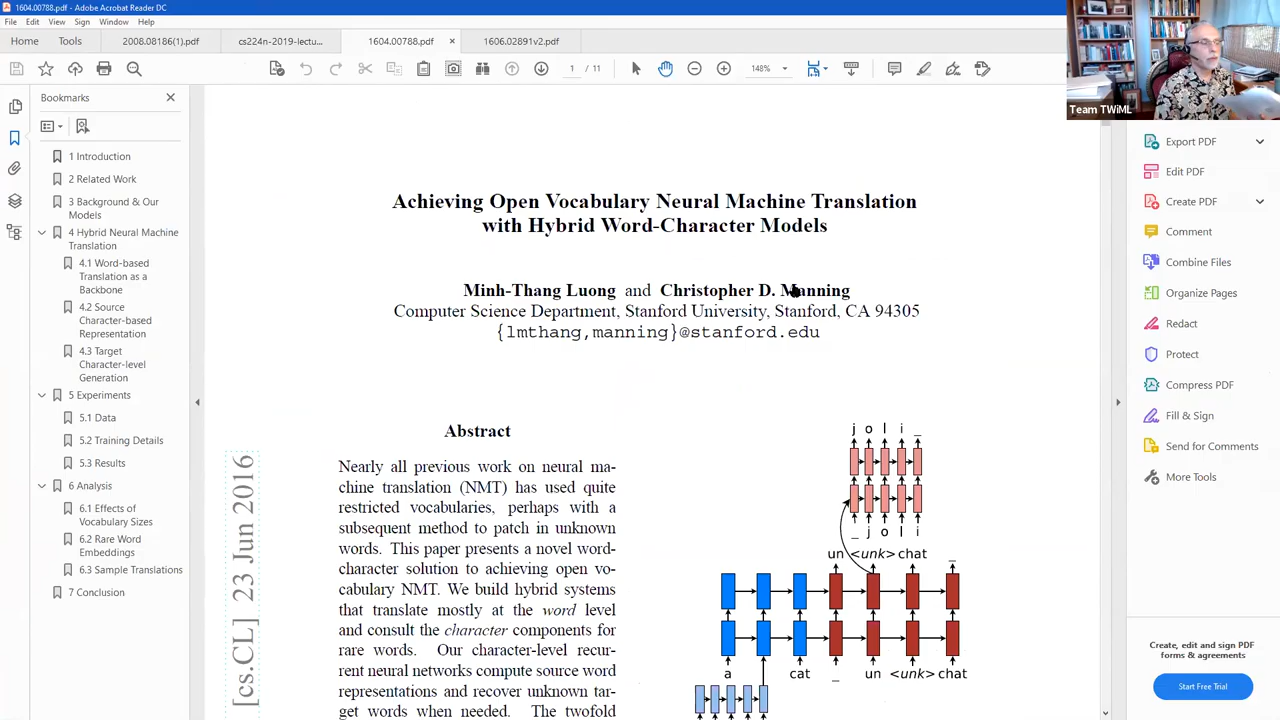 1604.00788.pdf - Adobe Acrobat Reader DC
File Edit View Sign Window Help
Home Tools 2008.08186(1).pdf cs224n-2019-lectu... 1604.00788.pdf × 1606.02891v2.pdf
1 / 11 148%
Team TWiML
Bookmarks
1 Introduction
2 Related Work
3 Background & Our
Models
4 Hybrid Neural Machine
Translation
4.1 Word-based
Translation as a
Backbone
4.2 Source
Character-based
Representation
4.3 Target
Character-level
Generation
5 Experiments
5.1 Data
5.2 Training Details
5.3 Results
6 Analysis
6.1 Effects of
Vocabulary Sizes
6.2 Rare Word
Embeddings
6.3 Sample Translations
7 Conclusion
Achieving Open Vocabulary Neural Machine Translation
with Hybrid Word-Character Models
Minh-Thang Luong and Christopher D. Manning
Computer Science Department, Stanford University, Stanford, CA 94305
{lmthang,manning}@stanford.edu
Abstract
Nearly all previous work on neural ma-
chine translation (NMT) has used quite
restricted vocabularies, perhaps with a
subsequent method to patch in unknown
words. This paper presents a novel word-
character solution to achieving open vo-
cabulary NMT. We build hybrid systems
that translate mostly at the word level
and consult the character components for
rare words. Our character-level recur-
rent neural networks compute source word
representations and recover unknown tar-
get words when needed. The twofold
[cs.CL] 23 Jun 2016
j o l i _
_ j o l i
un <unk> chat _
a cat _ un <unk> chat
Export PDF
Edit PDF
Create PDF
Comment
Combine Files
Organize Pages
Redact
Protect
Compress PDF
Fill & Sign
Send for Comments
More Tools
Create, edit and sign PDF
forms & agreements
Start Free Trial